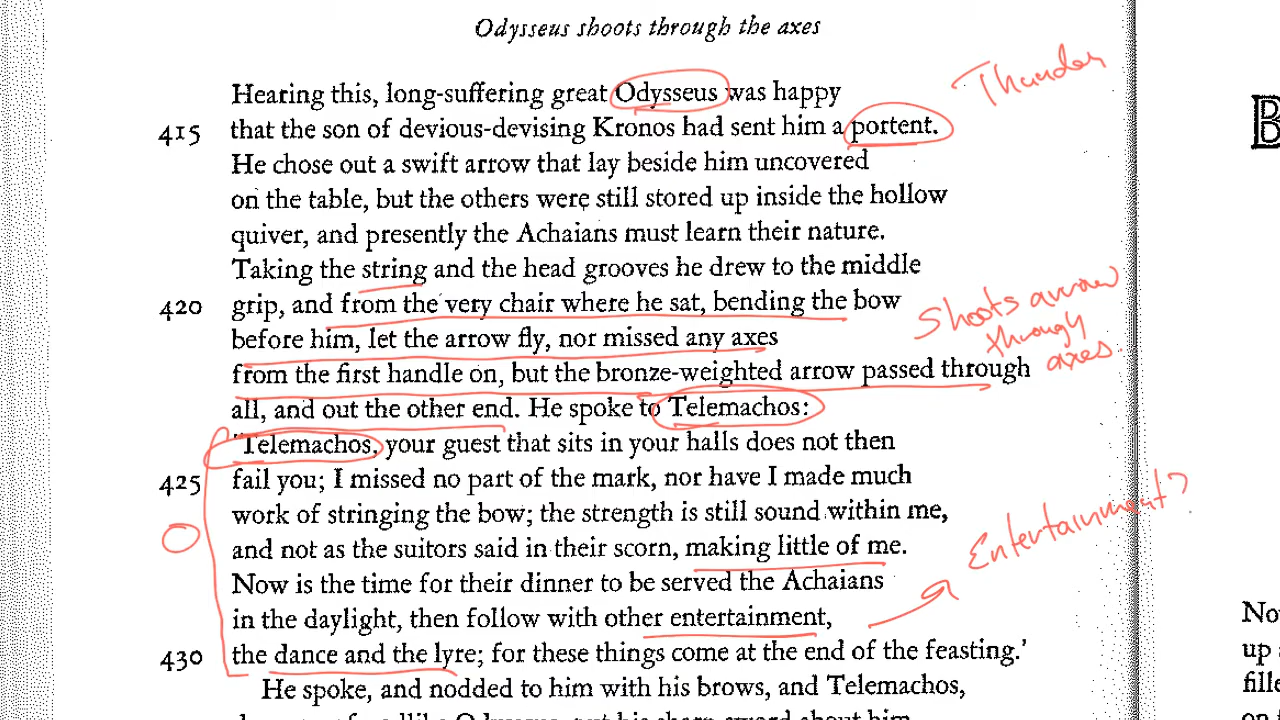 Odysseus shoots through the axes
Hearing this, long-suffering great Odysseus was happy
Thunder
415 that the son of devious-devising Kronos had sent him a portent.
He chose out a swift arrow that lay beside him uncovered
on the table, but the others were still stored up inside the hollow
quiver, and presently the Achaians must learn their nature.
Taking the string and the head grooves he drew to the middle
420 grip, and from the very chair where he sat, bending the bow
Shoots arrow
through
axes.
before him, let the arrow fly, nor missed any axes
from the first handle on, but the bronze-weighted arrow passed through
all, and out the other end. He spoke to Telemachos:
'Telemachos, your guest that sits in your halls does not then
425 fail you; I missed no part of the mark, nor have I made much
work of stringing the bow; the strength is still sound within me,
and not as the suitors said in their scorn, making little of me.
Entertainment?
Now is the time for their dinner to be served the Achaians
in the daylight, then follow with other entertainment,
430 the dance and the lyre; for these things come at the end of the feasting.'
He spoke, and nodded to him with his brows, and Telemachos,
B
No
up
fille